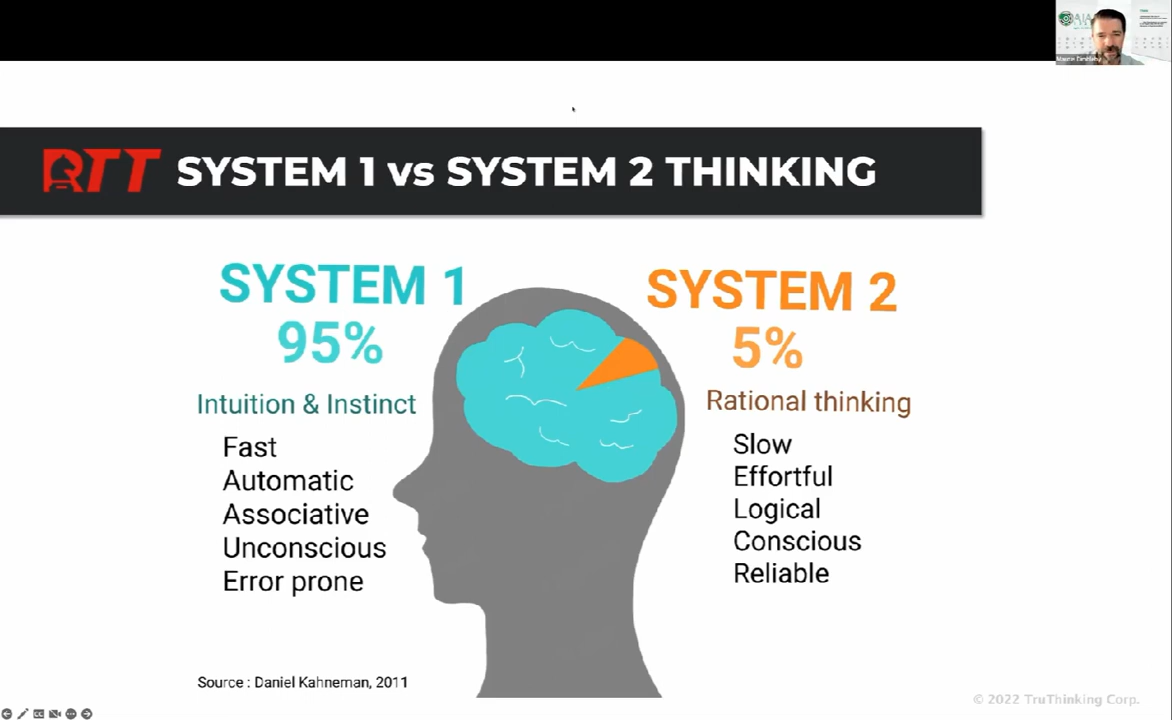 RTT SYSTEM 1 vs SYSTEM 2 THINKING
SYSTEM 1
95%
Intuition & Instinct
Fast
Automatic
Associative
Unconscious
Error prone
SYSTEM 2
5%
Rational thinking
Slow
Effortful
Logical
Conscious
Reliable
Source : Daniel Kahneman, 2011
© 2022 TruThinking Corp.